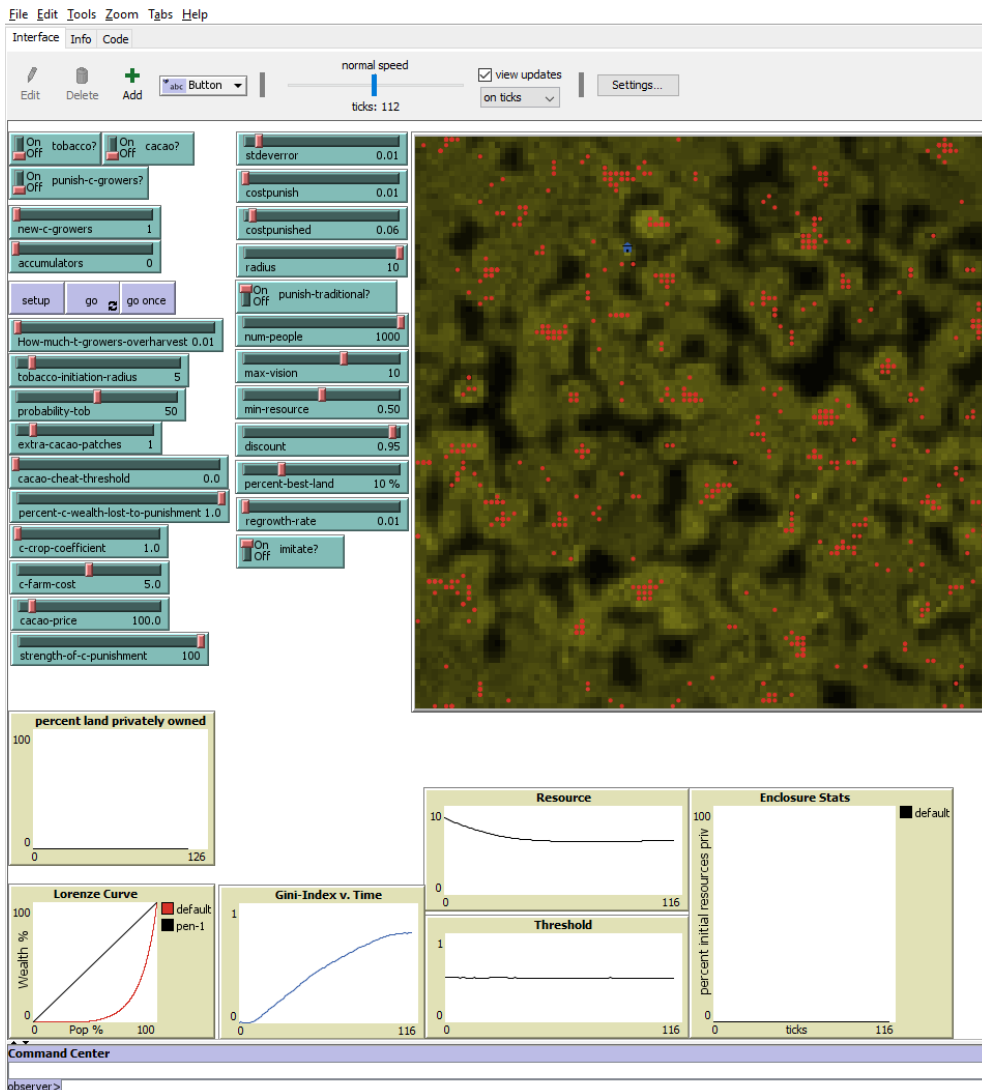 File Edit Tools Zoom Tabs Help
Interface Info Code
Edit Delete Add abc Button
normal speed
ticks: 112
view updates
on ticks
Settings...
On
Off
tobacco?
On
Off
cacao?
On
Off
punish-c-growers?
new-c-growers 1
accumulators 0
setup go go once
How-much-t-growers-overharvest 0.01
tobacco-initiation-radius 5
probability-tob 50
extra-cacao-patches 1
cacao-cheat-threshold 0.0
percent-c-wealth-lost-to-punishment 1.0
c-crop-coefficient 1.0
c-farm-cost 5.0
cacao-price 100.0
strength-of-c-punishment 100
stdeverror 0.01
costpunish 0.01
costpunished 0.06
radius 10
On
Off
punish-traditional?
num-people 1000
max-vision 10
min-resource 0.50
discount 0.95
percent-best-land 10 %
regrowth-rate 0.01
On
Off
imitate?
percent land privately owned
100
0
0 126
Resource
10
0
0 116
Enclosure Stats
percent initial resources priv
100
0
0 ticks 116
default
Lorenze Curve
Wealth %
100
0
0 Pop % 100
default
pen-1
Gini-Index v. Time
1
0
0 116
Threshold
1
0
0 116
Command Center
observer>